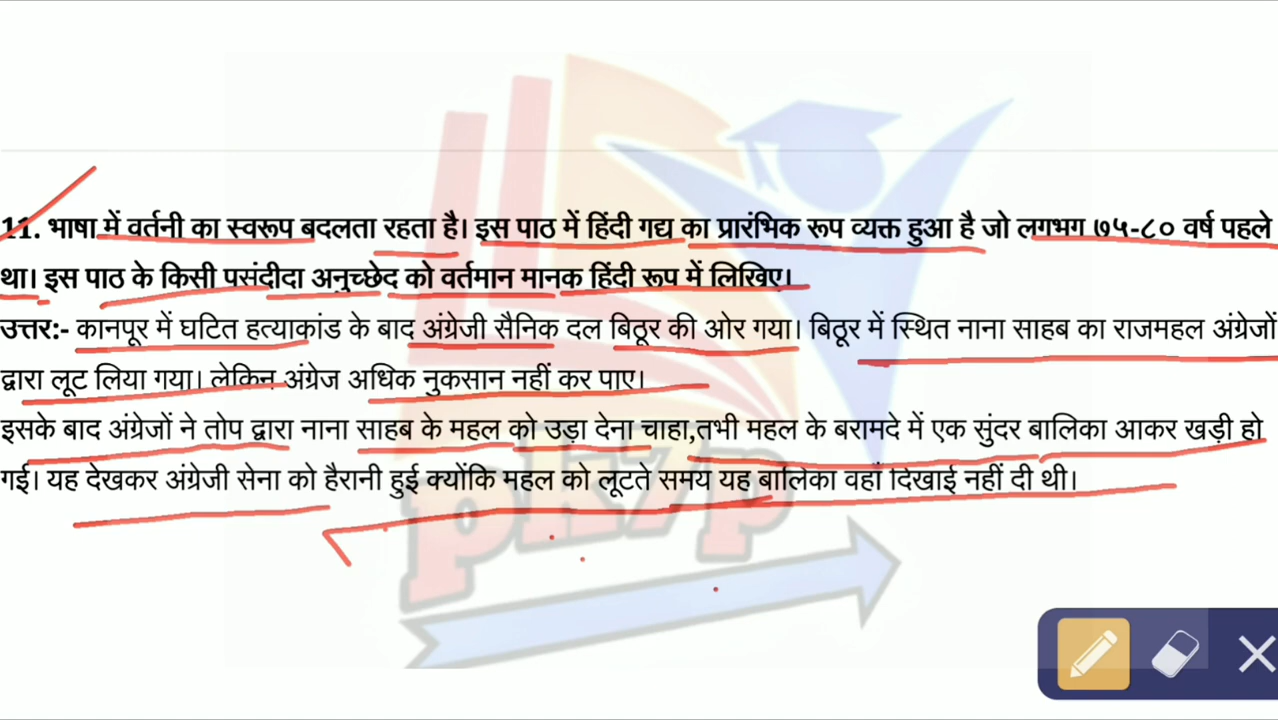 11. भाषा में वर्तनी का स्वरूप बदलता रहता है। इस पाठ में हिंदी गद्य का प्रारंभिक रूप व्यक्त हुआ है जो लगभग ७५-८० वर्ष पहले
था। इस पाठ के किसी पसंदीदा अनुच्छेद को वर्तमान मानक हिंदी रूप में लिखिए।
उत्तर:- कानपूर में घटित हत्याकांड के बाद अंग्रेजी सैनिक दल बिठूर की ओर गया। बिठूर में स्थित नाना साहब का राजमहल अंग्रेजों
द्वारा लूट लिया गया। लेकिन अंग्रेज अधिक नुकसान नहीं कर पाए।
इसके बाद अंग्रेजों ने तोप द्वारा नाना साहब के महल को उड़ा देना चाहा,तभी महल के बरामदे में एक सुंदर बालिका आकर खड़ी हो
गई। यह देखकर अंग्रेजी सेना को हैरानी हुई क्योंकि महल को लूटते समय यह बालिका वहाँ दिखाई नहीं दी थी।
pk7p